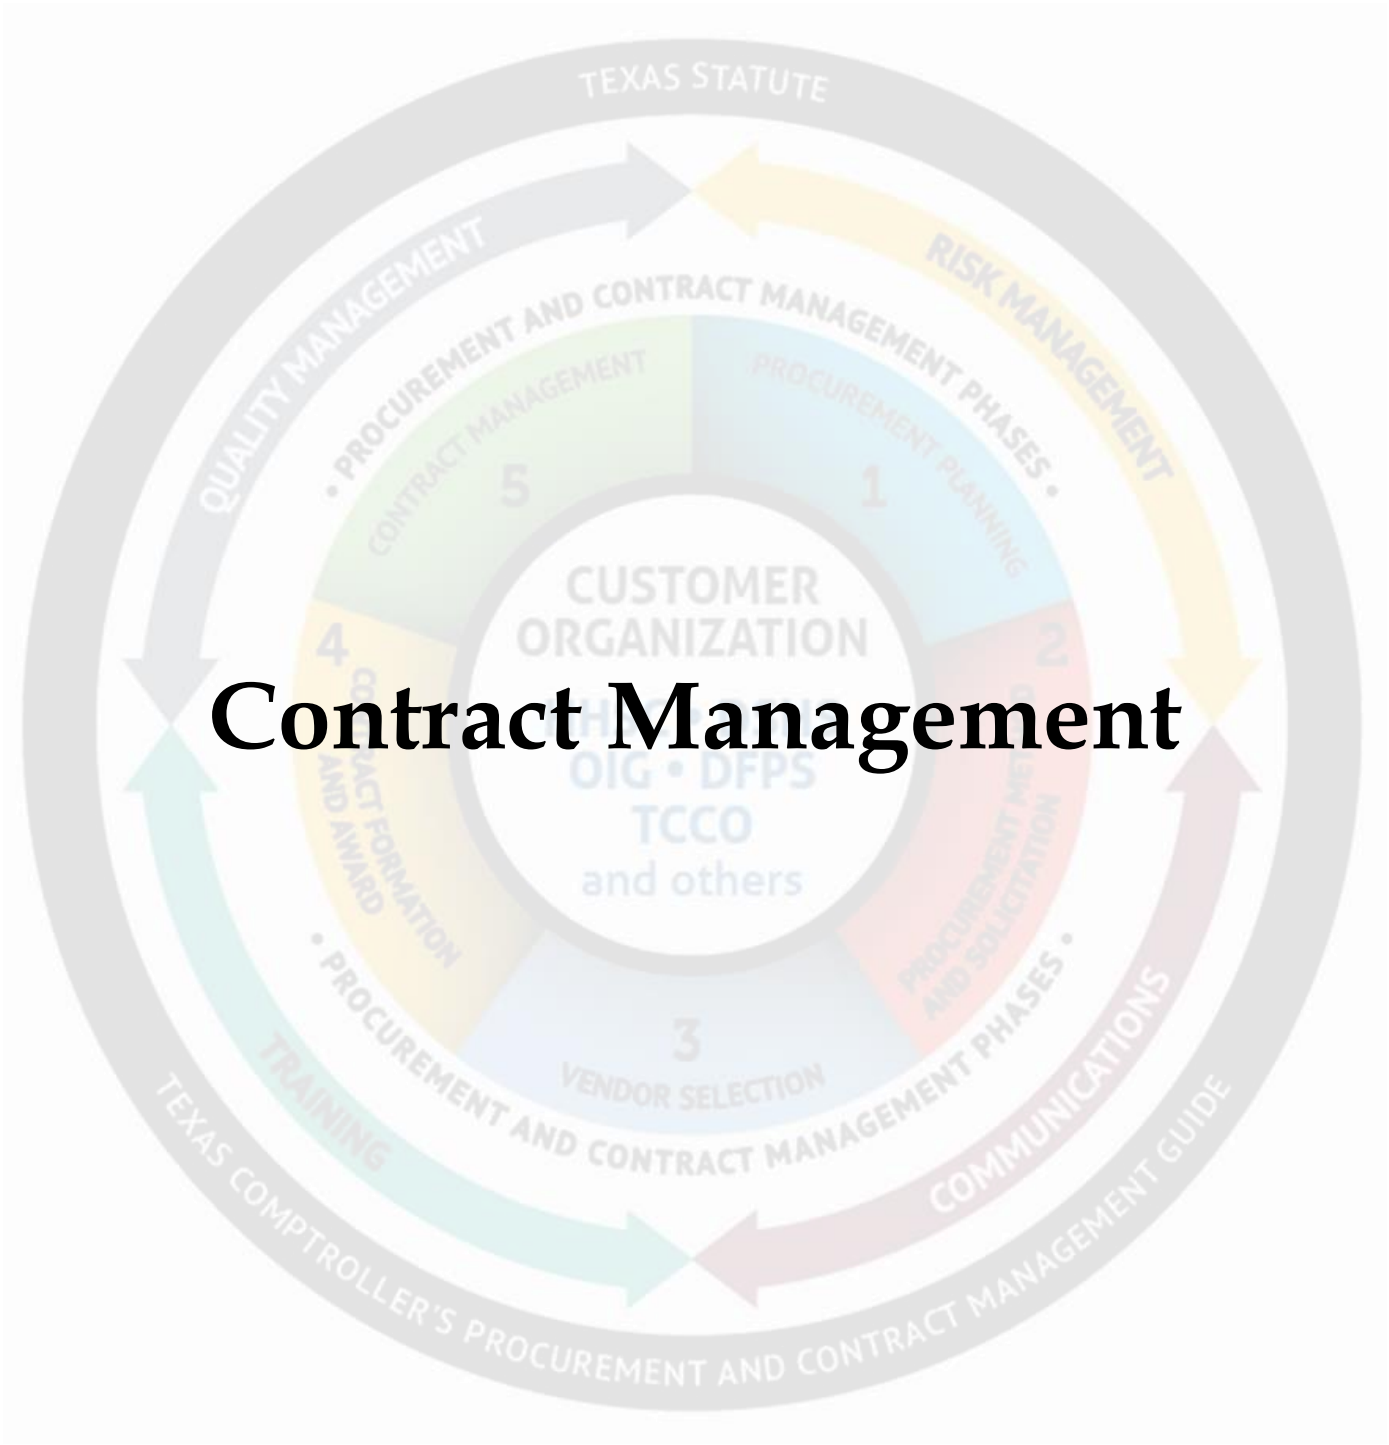 TEXAS STATUTE
QUALITY MANAGEMENT
RISK MANAGEMENT
• PROCUREMENT AND CONTRACT MANAGEMENT PHASES •
CONTRACT MANAGEMENT
5
PROCUREMENT PLANNING
1
CUSTOMER
ORGANIZATION
4
CONTRACT FORMATION
AND AWARD
2
PROCUREMENT METHOD
AND SOLICITATION
Contract Management
OIG • DFPS
TCCO
and others
3
VENDOR SELECTION
• PROCUREMENT AND CONTRACT MANAGEMENT PHASES •
TRAINING
COMMUNICATIONS
TEXAS COMPTROLLER'S PROCUREMENT AND CONTRACT MANAGEMENT GUIDE